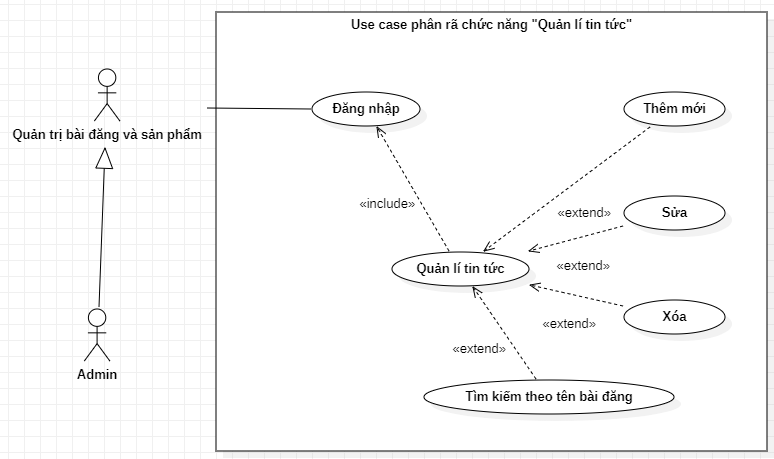 Use case phân rã chức năng "Quản lí tin tức"
Đăng nhập
Thêm mới
Quản trị bài đăng và sản phẩm
«include»
«extend»
Sửa
Quản lí tin tức
«extend»
Xóa
«extend»
«extend»
Admin
Tìm kiếm theo tên bài đăng